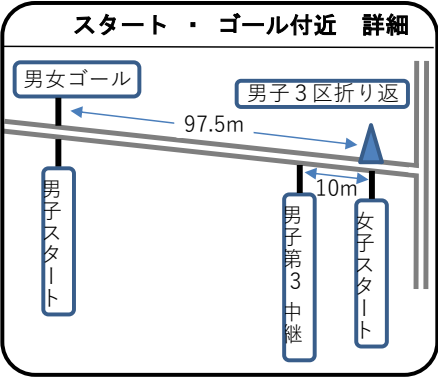 スタート ・ ゴール付近 詳細
男女ゴール
男子３区折り返
97.5m
10m
男子スタート
男子第３中継
女子スタート